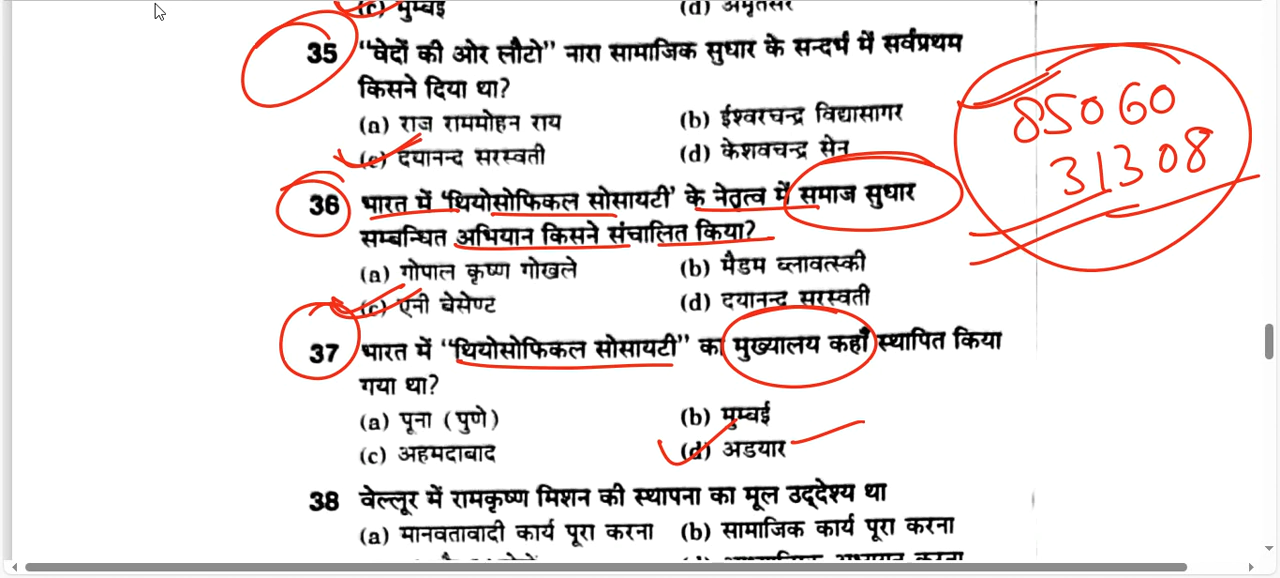 (c) मुम्बई (d) अमृतसर
35 “वेदों की ओर लौटो” नारा सामाजिक सुधार के सन्दर्भ में सर्वप्रथम
किसने दिया था?
(a) राज राममोहन राय (b) ईश्वरचन्द्र विद्यासागर
(c) दयानन्द सरस्वती (d) केशवचन्द्र सेन
85060
31308
36 भारत में ‘थियोसोफिकल सोसायटी’ के नेतृत्व में समाज सुधार
सम्बन्धित अभियान किसने संचालित किया?
(a) गोपाल कृष्ण गोखले (b) मैडम ब्लावत्स्की
(c) एनी बेसेण्ट (d) दयानन्द सरस्वती
37 भारत में “थियोसोफिकल सोसायटी” का मुख्यालय कहाँ स्थापित किया
गया था?
(a) पूना (पुणे) (b) मुम्बई
(c) अहमदाबाद (d) अडयार
38 वेल्लूर में रामकृष्ण मिशन की स्थापना का मूल उद्देश्य था
(a) मानवतावादी कार्य पूरा करना (b) सामाजिक कार्य पूरा करना